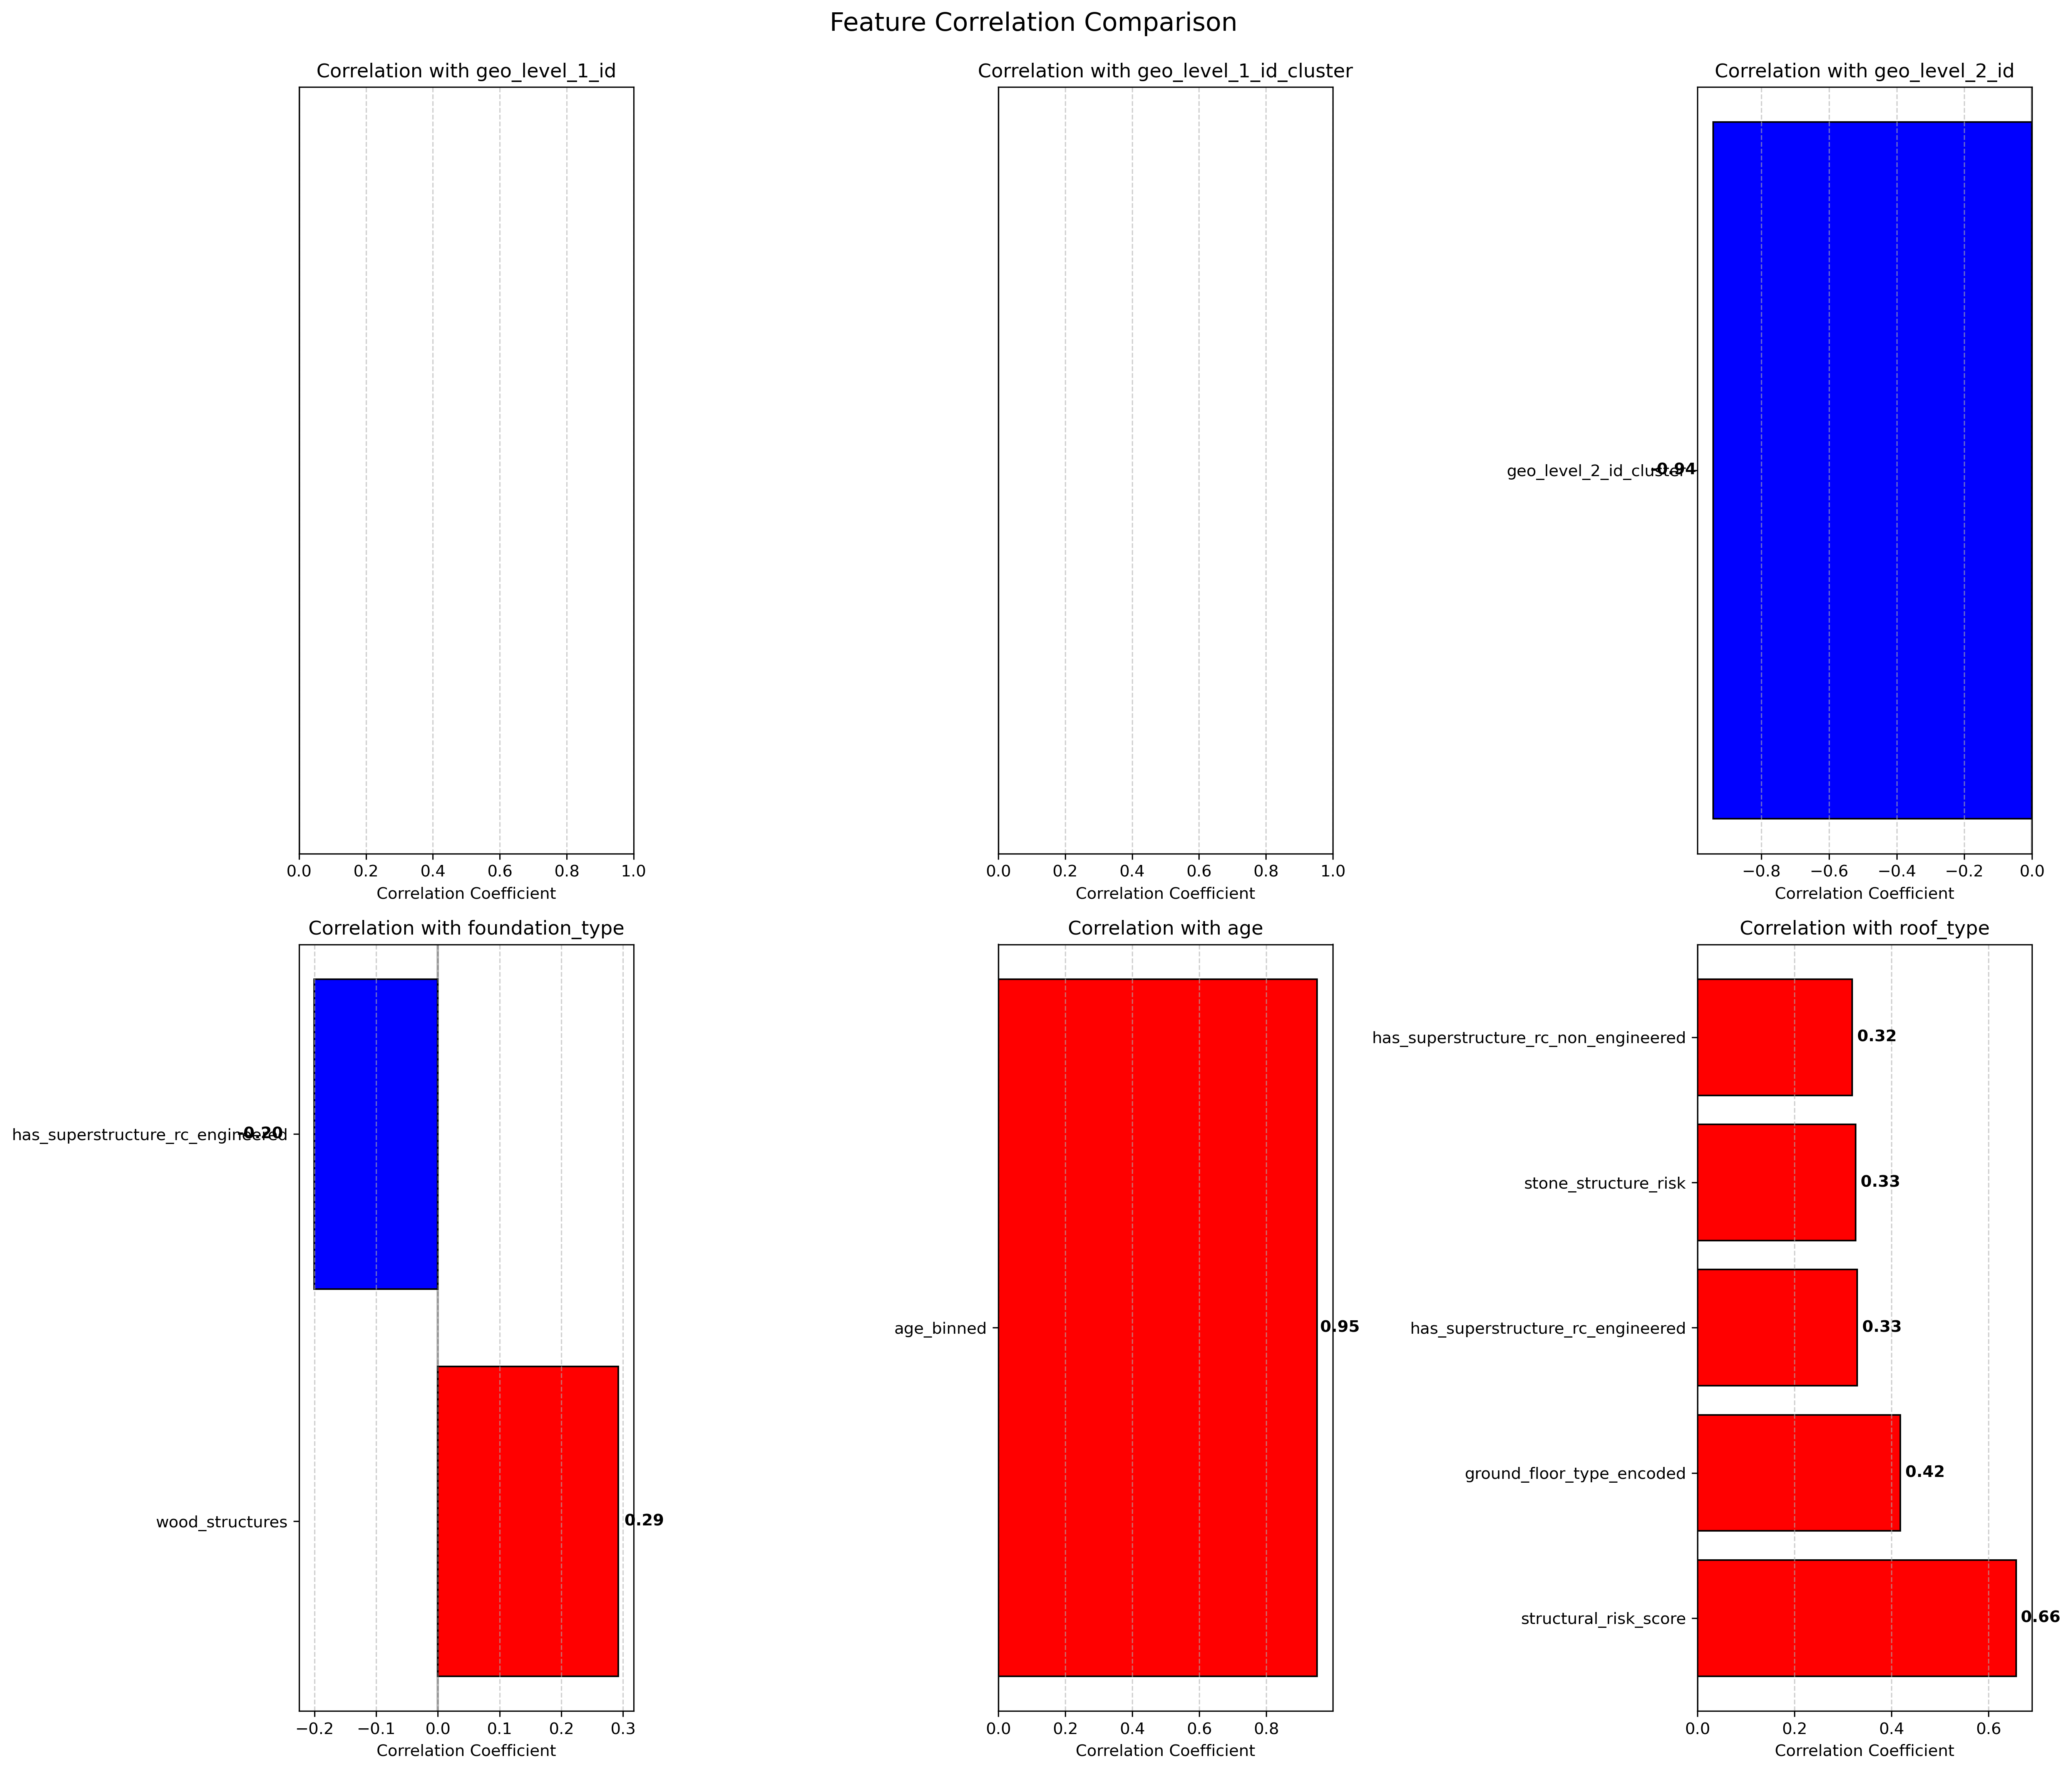 Feature Correlation Comparison
Correlation with geo_level_1_id
0.0 0.2 0.4 0.6 0.8 1.0
Correlation Coefficient
Correlation with geo_level_1_id_cluster
0.0 0.2 0.4 0.6 0.8 1.0
Correlation Coefficient
Correlation with geo_level_2_id
geo_level_2_id_cluster
-0.94
−0.8 −0.6 −0.4 −0.2 0.0
Correlation Coefficient
Correlation with foundation_type
has_superstructure_rc_engineered
-0.20
wood_structures
0.29
−0.2 −0.1 0.0 0.1 0.2 0.3
Correlation Coefficient
Correlation with age
age_binned
0.95
0.0 0.2 0.4 0.6 0.8
Correlation Coefficient
Correlation with roof_type
has_superstructure_rc_non_engineered
0.32
stone_structure_risk
0.33
has_superstructure_rc_engineered
0.33
ground_floor_type_encoded
0.42
structural_risk_score
0.66
0.0 0.2 0.4 0.6
Correlation Coefficient